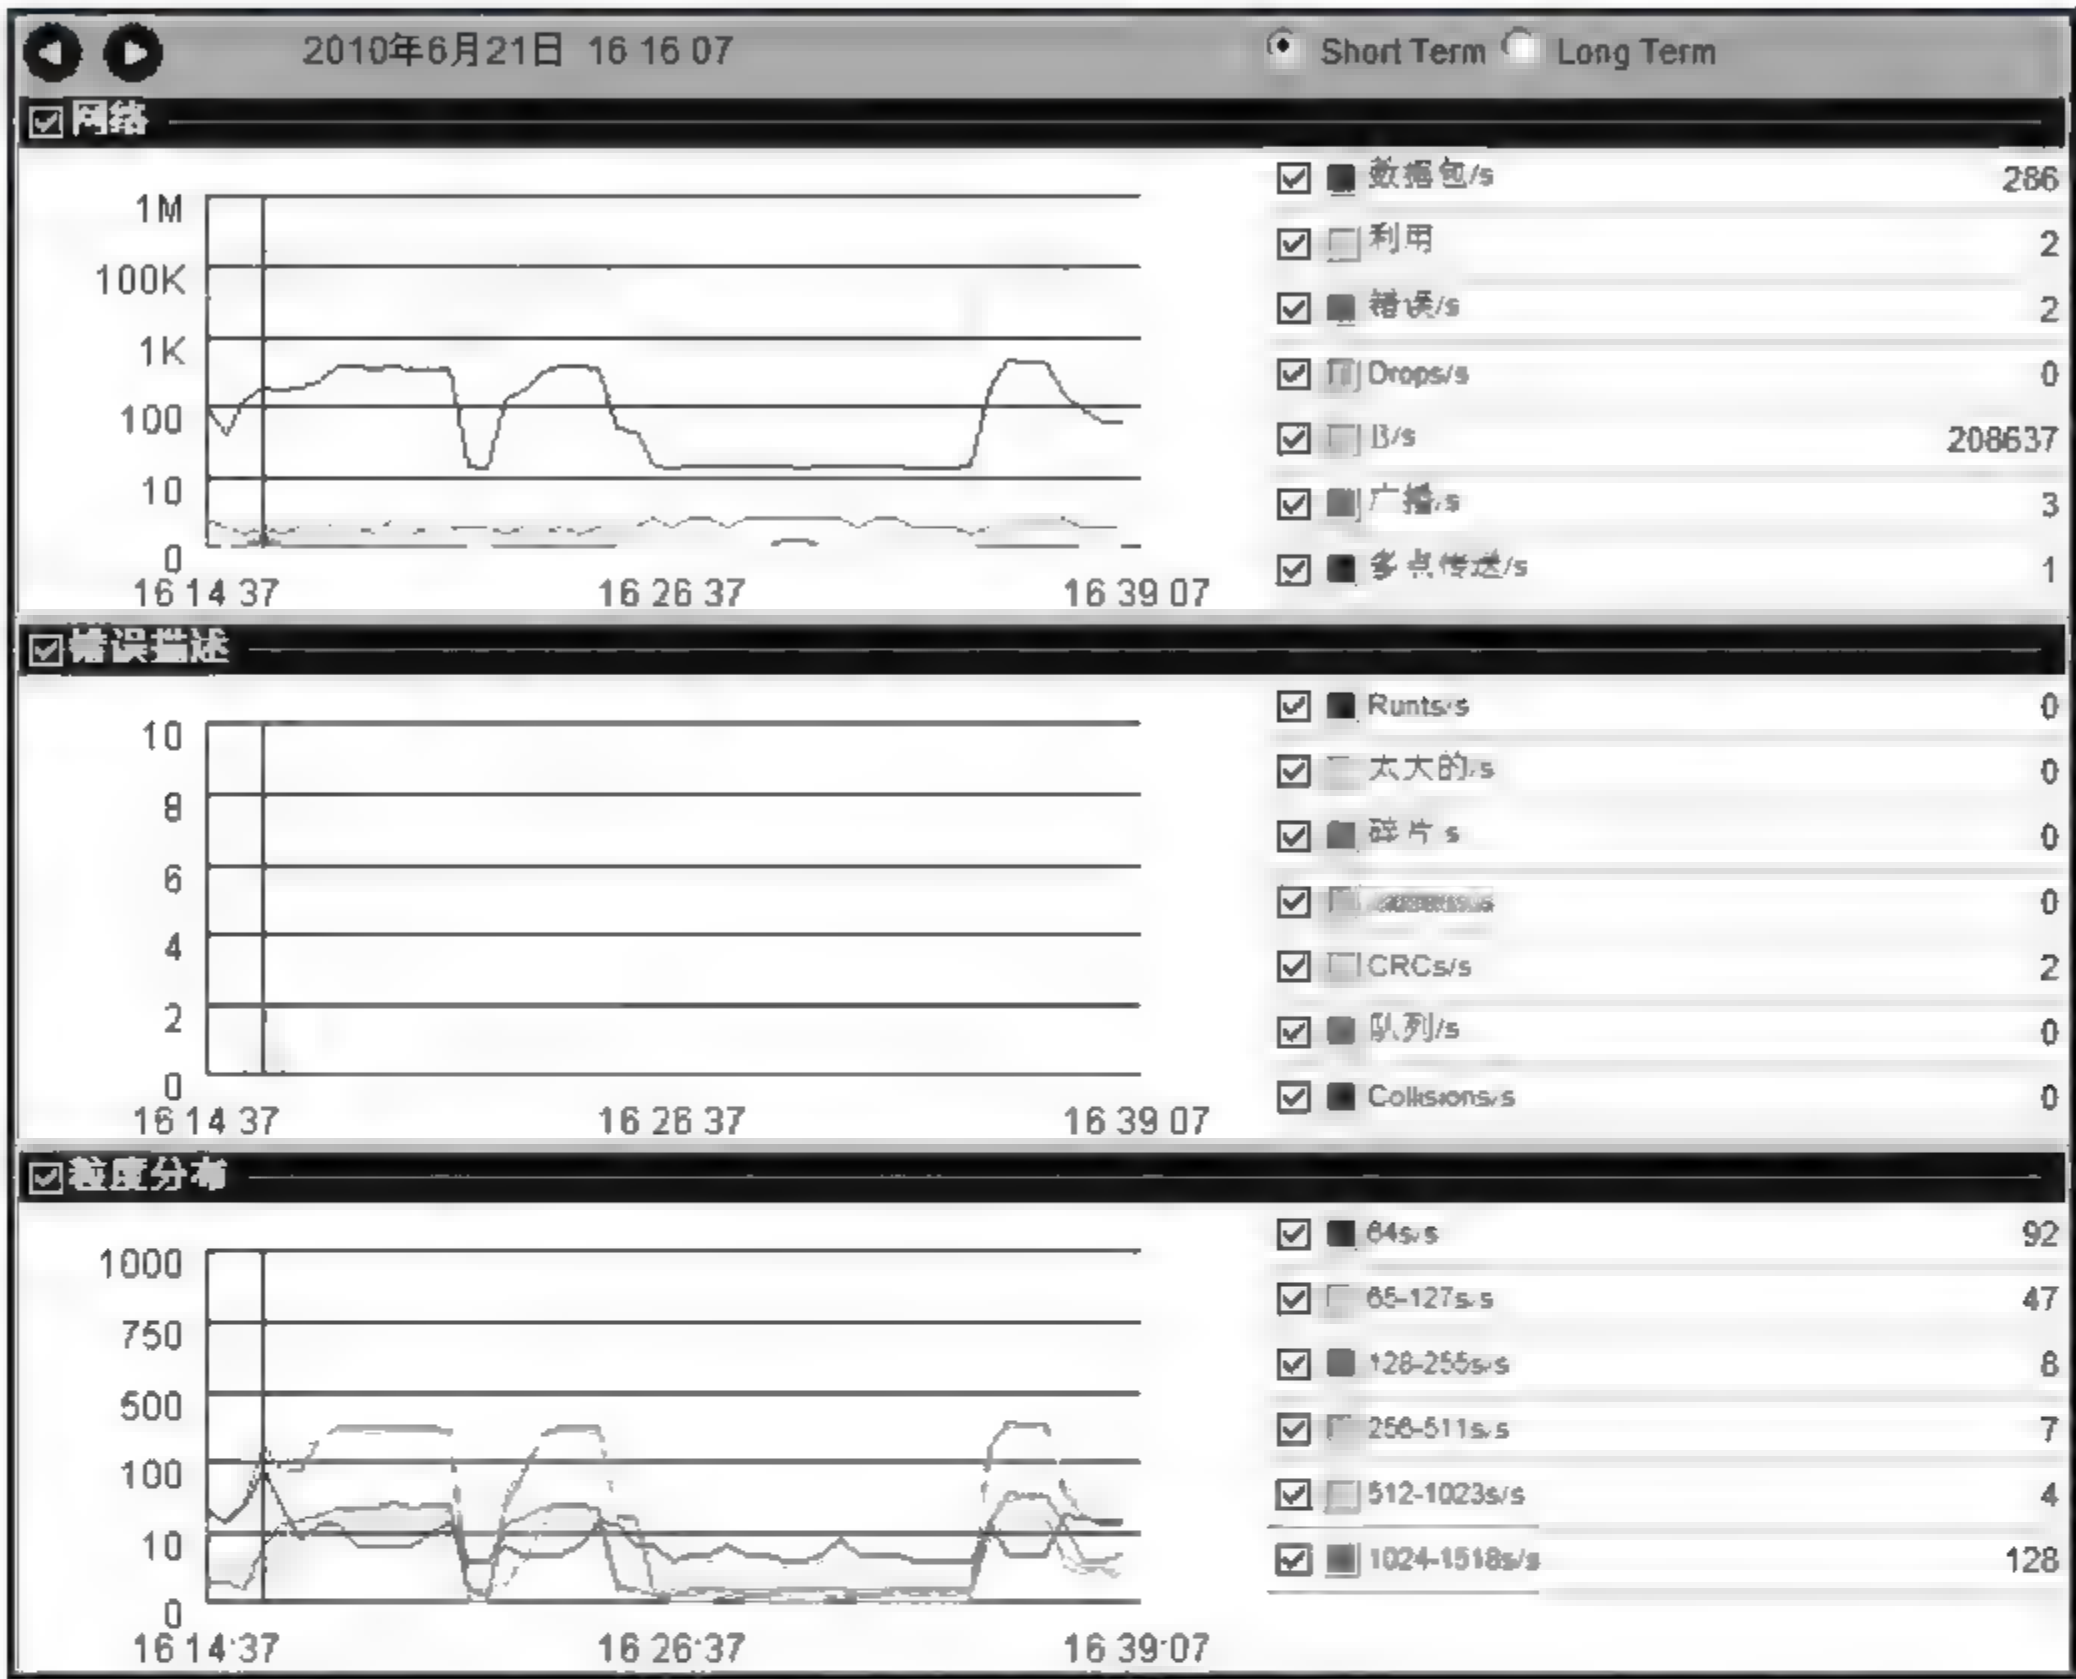 2010年6月21日 16 16 07 Short Term Long Term
网络
1M
100K
1K
100
10
0
16 14 37 16 26 37 16 39 07
数据包/s 286
利用 2
错误/s 2
Drops/s 0
B/s 208637
广播/s 3
多点传送/s 1
错误描述
10
8
6
4
2
0
16 14 37 16 26 37 16 39 07
Runts/s 0
太大的/s 0
碎片/s 0
0
CRCs/s 2
队列/s 0
Collisions/s 0
粒度分布
1000
750
500
100
10
0
16 14:37 16 26:37 16 39:07
64s/s 92
65-127s/s 47
128-255s/s 8
256-511s/s 7
512-1023s/s 4
1024-1518s/s 128